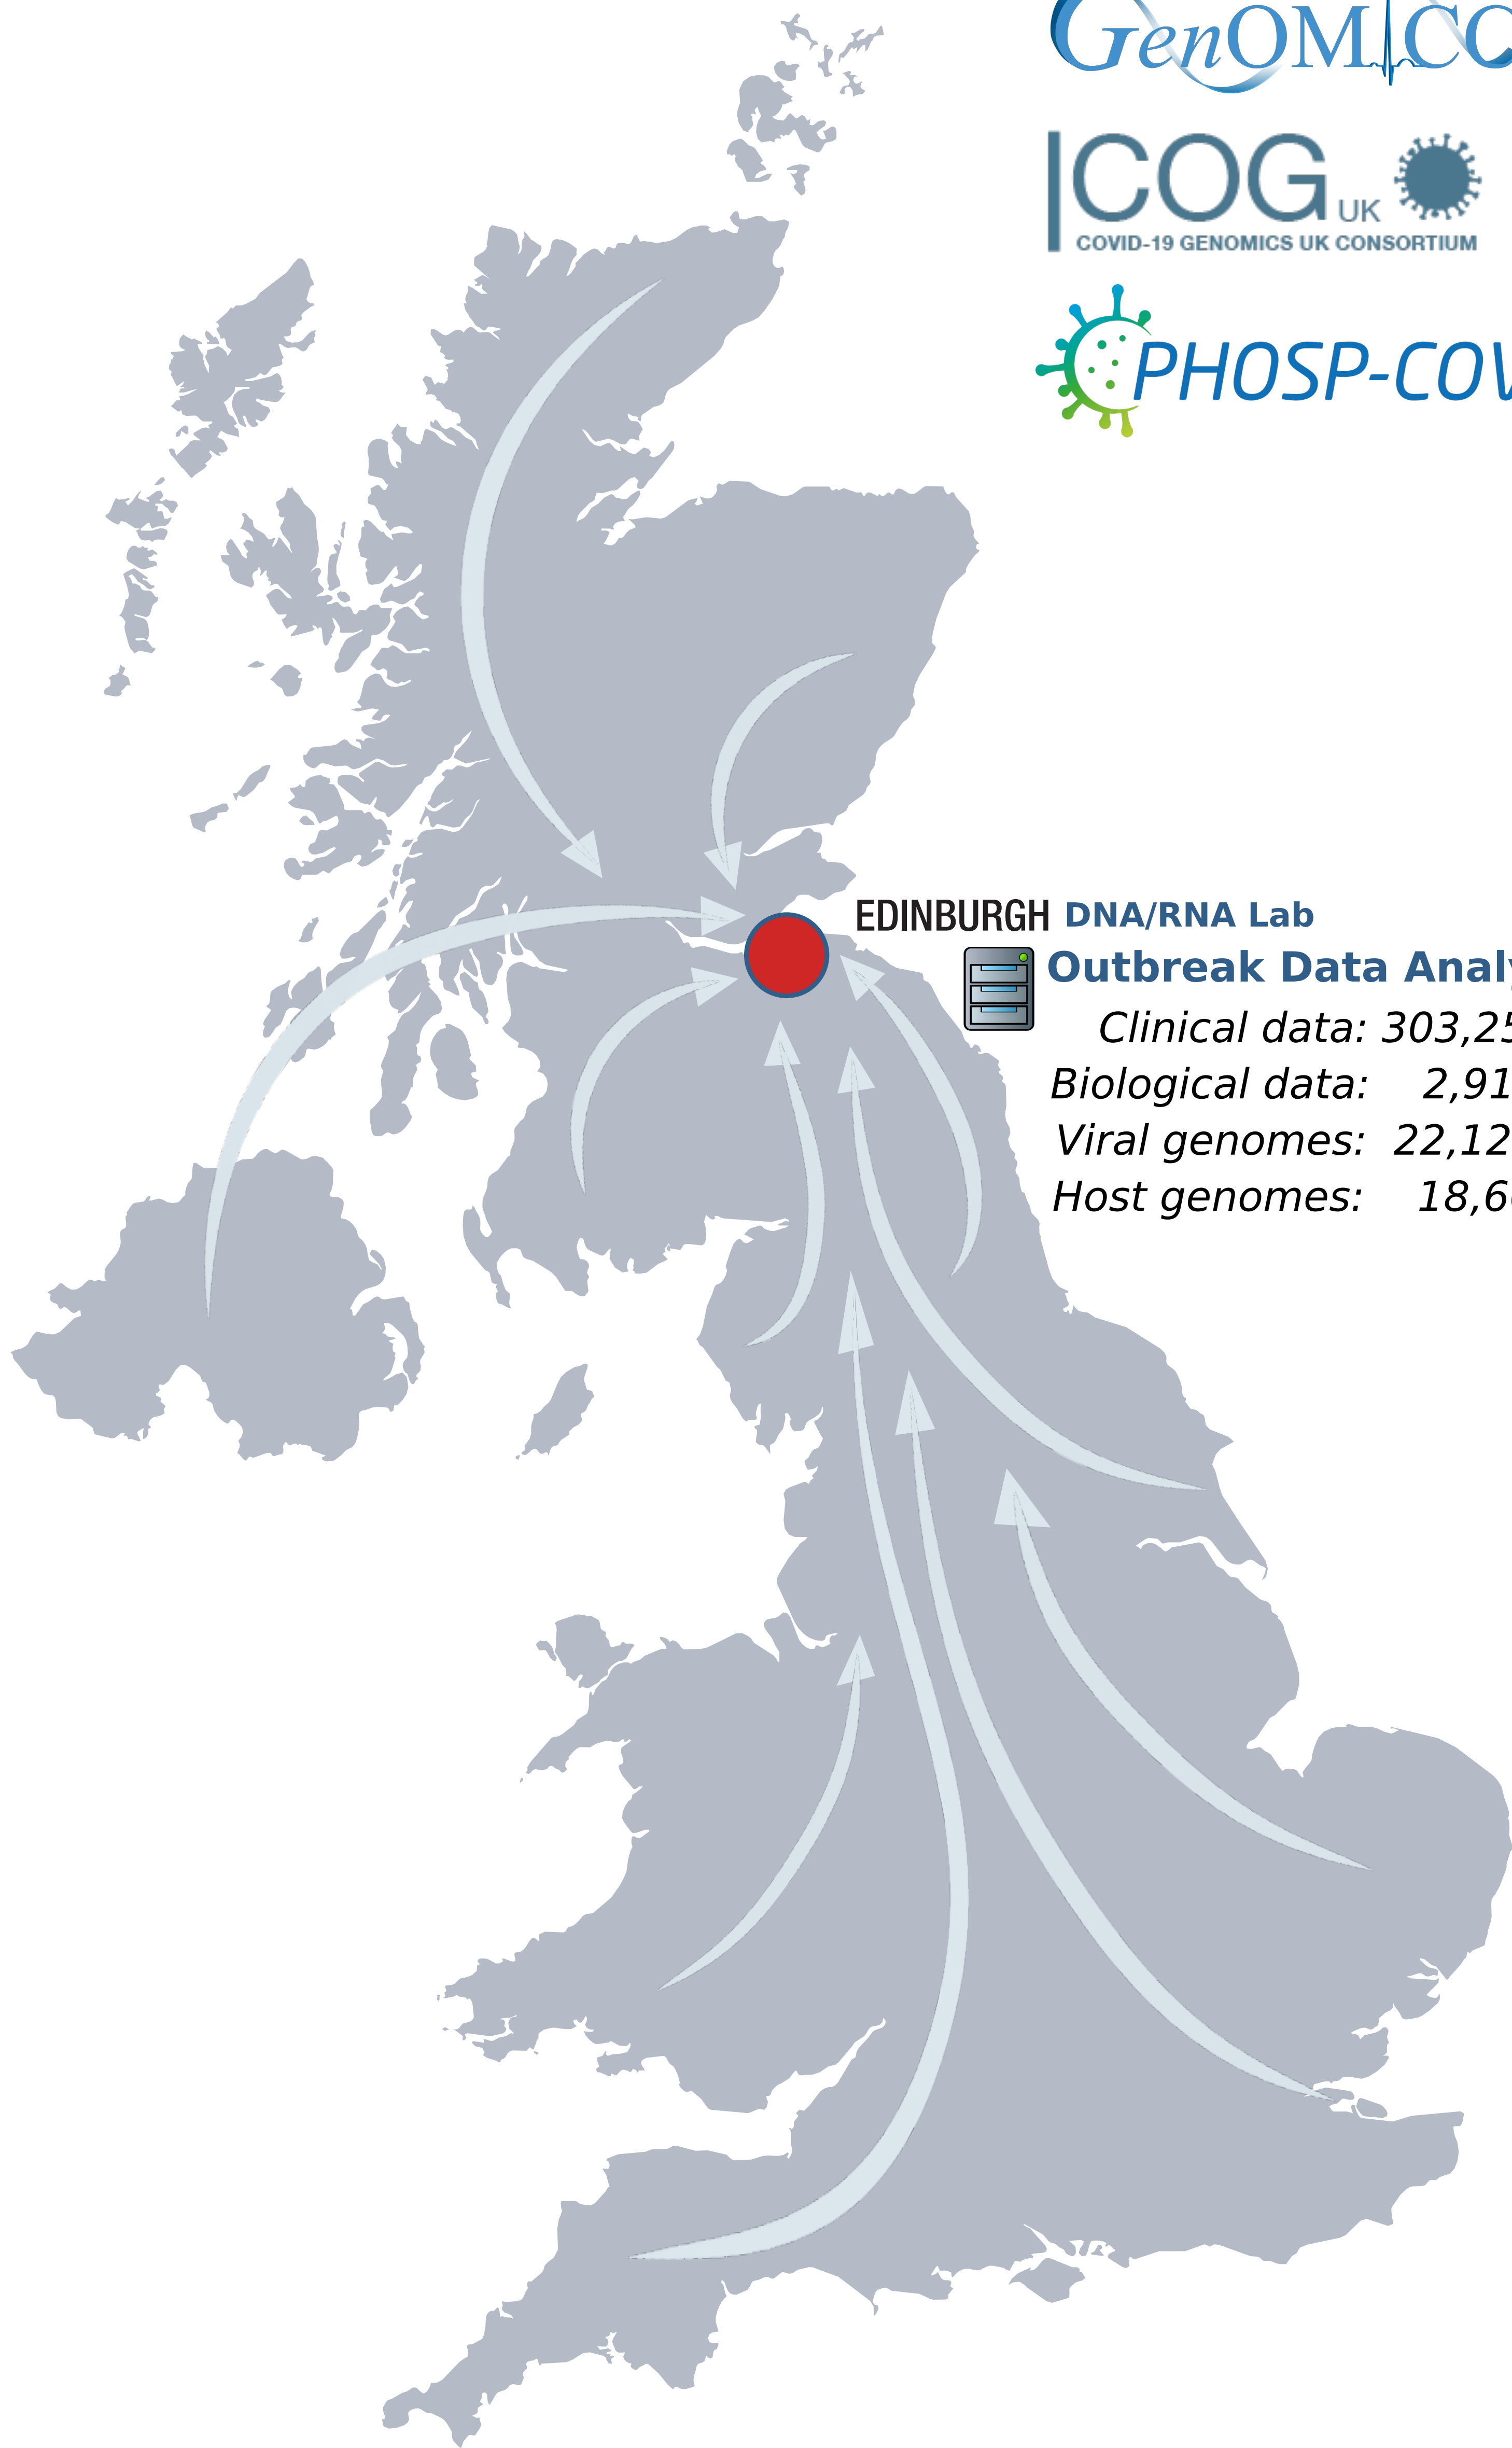 GenOMICC
COG UK
COVID-19 GENOMICS UK CONSORTIUM
PHOSP-COV
EDINBURGH DNA/RNA Lab
Outbreak Data Analy
Clinical data: 303,25
Biological data: 2,91
Viral genomes: 22,12
Host genomes: 18,6